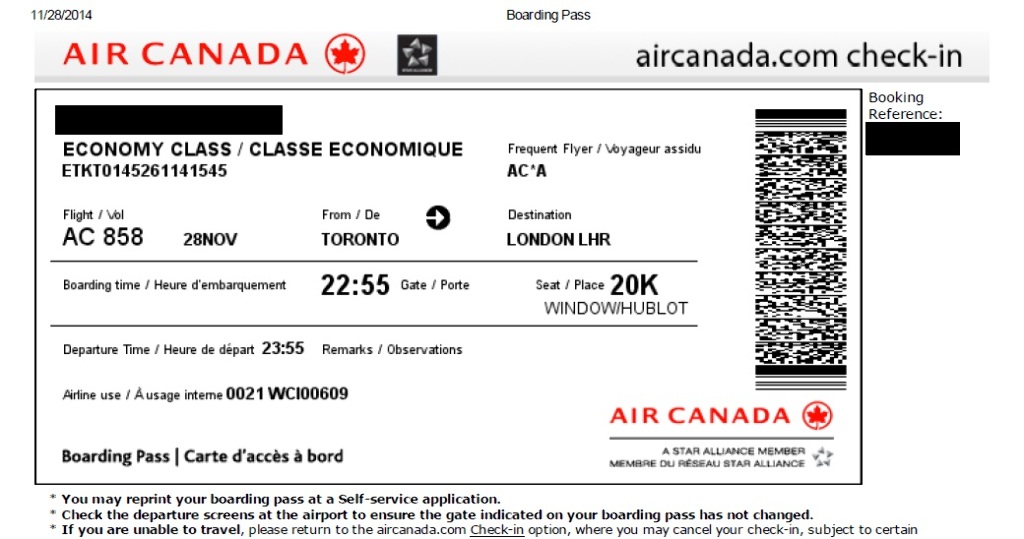 11/28/2014 Boarding Pass
AIR CANADA STAR ALLIANCE aircanada.com check-in
Booking
Reference:
ECONOMY CLASS / CLASSE ECONOMIQUE
ETKT0145261141545
Frequent Flyer / Voyageur assidu
AC*A
Flight / Vol From / De Destination
AC 858 28NOV TORONTO LONDON LHR
Boarding time / Heure d'embarquement 22:55 Gate / Porte Seat / Place 20K
WINDOW/HUBLOT
Departure Time / Heure de départ 23:55 Remarks / Observations
Airline use / À usage interne 0021 WCI00609
AIR CANADA
A STAR ALLIANCE MEMBER
MEMBRE DU RÉSEAU STAR ALLIANCE
Boarding Pass | Carte d'accès à bord
* You may reprint your boarding pass at a Self-service application.
* Check the departure screens at the airport to ensure the gate indicated on your boarding pass has not changed.
* If you are unable to travel, please return to the aircanada.com Check-in option, where you may cancel your check-in, subject to certain